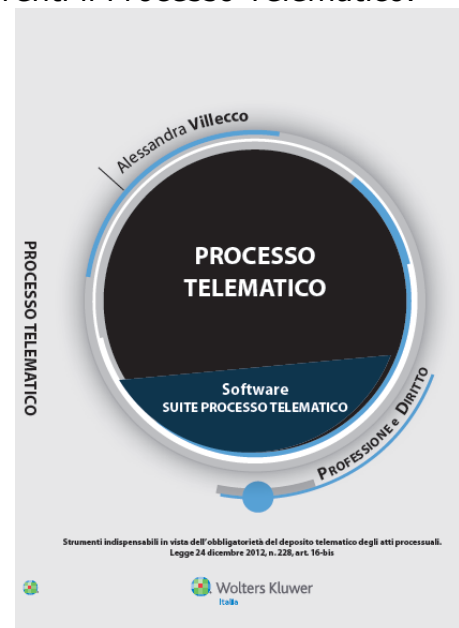 Alessandra Villecco
PROCESSO TELEMATICO
PROCESSO
TELEMATICO
Software
SUITE PROCESSO TELEMATICO
PROFESSIONE e DIRITTO
Strumenti indispensabili in vista dell'obbligatorietà del deposito telematico degli atti processuali.
Legge 24 dicembre 2012, n. 228, art. 16-bis
Wolters Kluwer
Italia